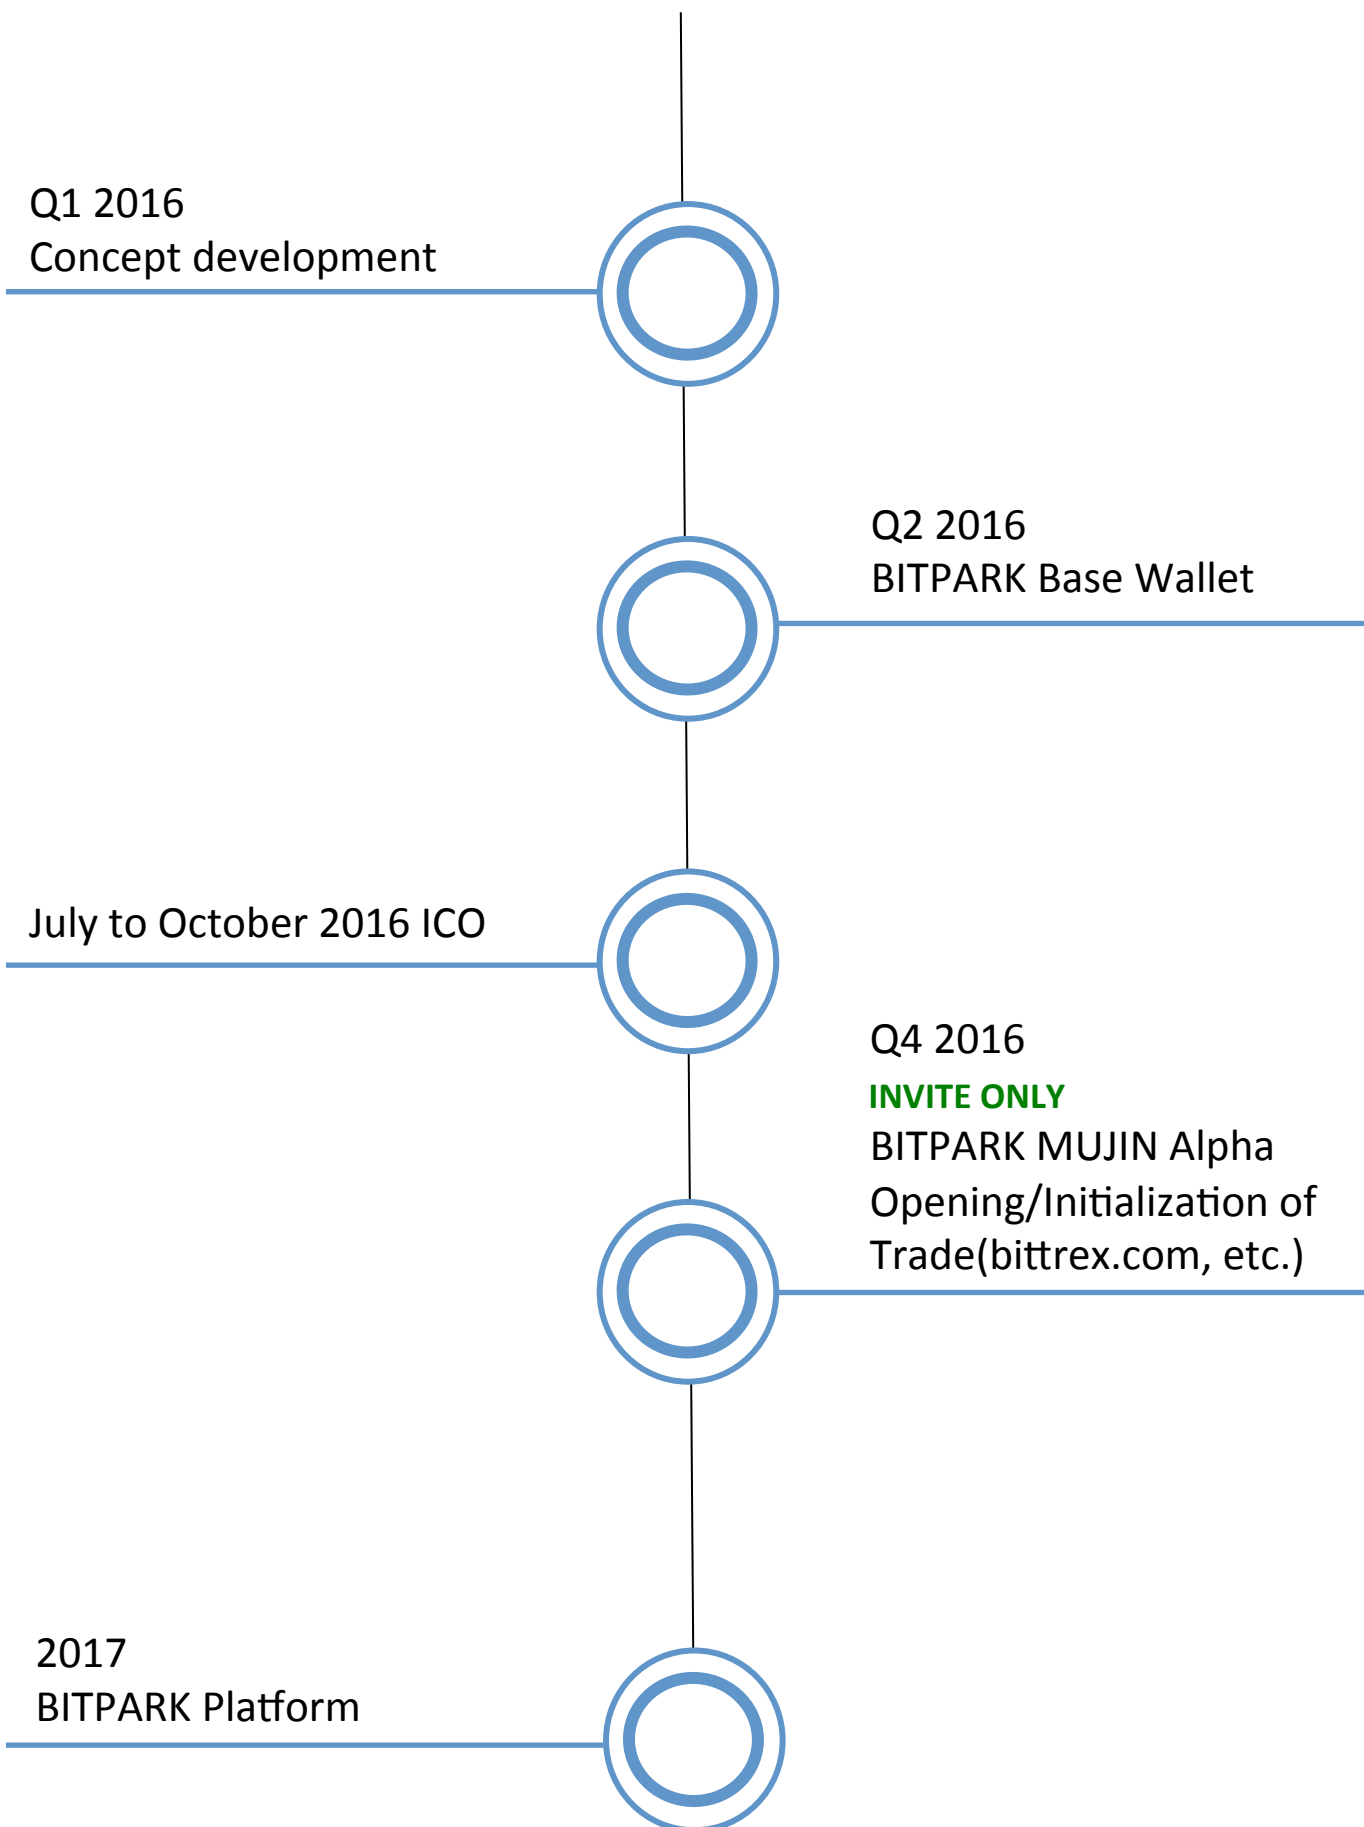 Q1 2016
Concept development
Q2 2016
BITPARK Base Wallet
July to October 2016 ICO
Q4 2016
INVITE ONLY
BITPARK MUJIN Alpha
Opening/Initialization of
Trade(bittrex.com, etc.)
2017
BITPARK Platform